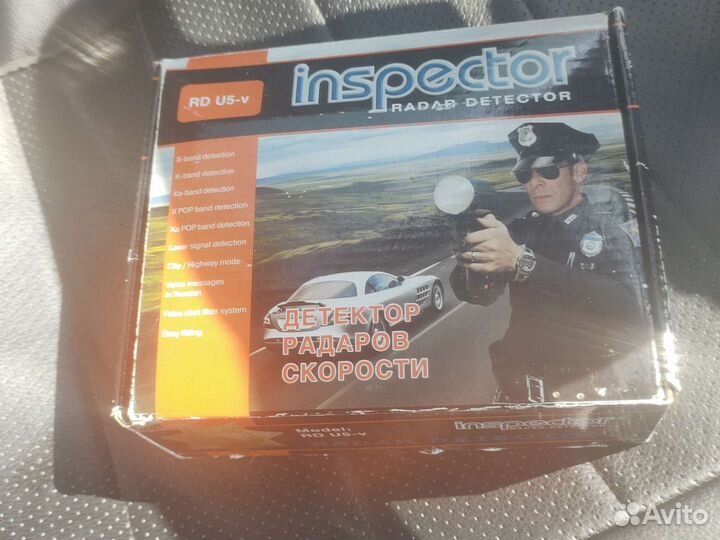 RD U5-v
inspector
RADAR DETECTOR
X-band detection
K-band detection
Ka-band detection
X POP band detection
Ka POP band detection
Laser signal detection
City / Highway mode
Voice messages
in Russian
False alert filter system
Easy fitting
ДЕТЕКТОР
РАДАРОВ
СКОРОСТИ
Model:
RD U5-v
inspector
RADAR DETECTOR
Avito